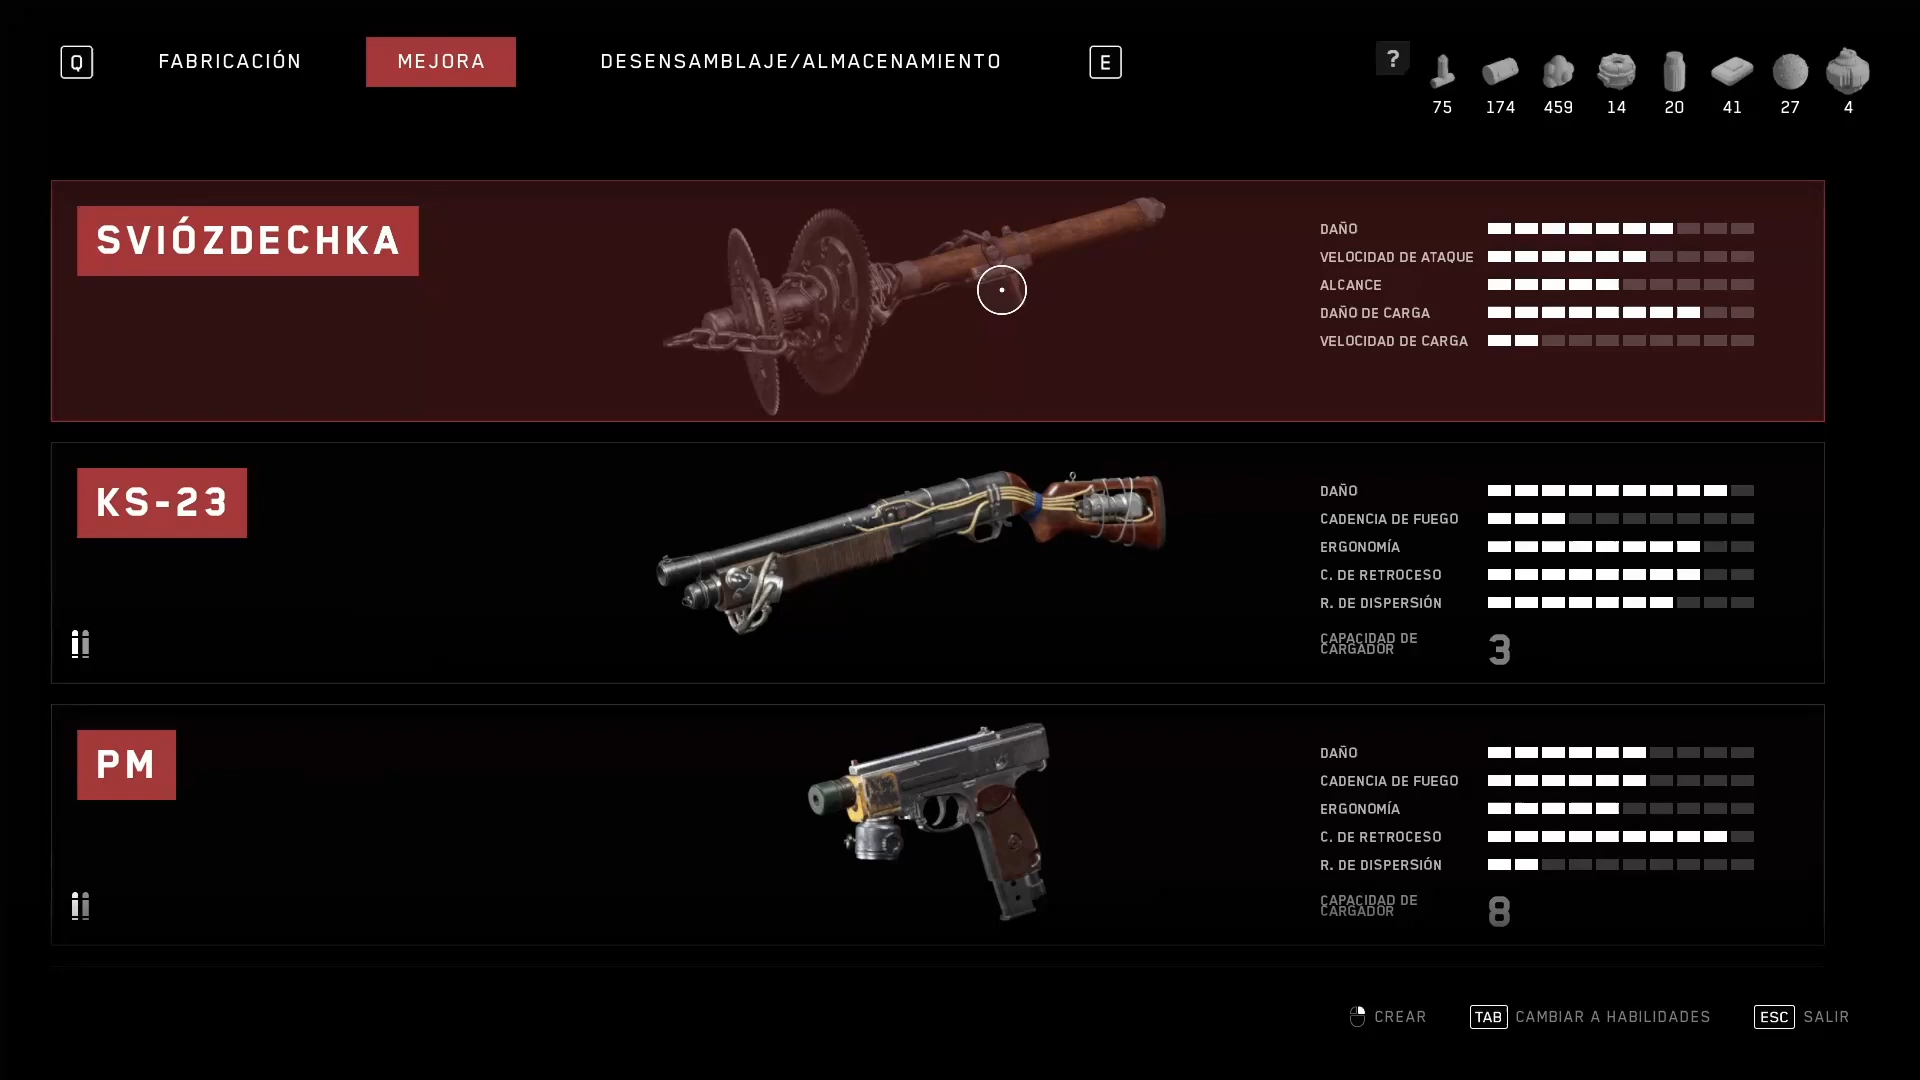 Q FABRICACIÓN MEJORA DESENSAMBLAJE/ALMACENAMIENTO E ?
75 174 459 14 20 41 27 4
SVIÓZDECHKA
DAÑO
VELOCIDAD DE ATAQUE
ALCANCE
DAÑO DE CARGA
VELOCIDAD DE CARGA
KS-23
DAÑO
CADENCIA DE FUEGO
ERGONOMÍA
C. DE RETROCESO
R. DE DISPERSIÓN
CAPACIDAD DE
CARGADOR
3
PM
DAÑO
CADENCIA DE FUEGO
ERGONOMÍA
C. DE RETROCESO
R. DE DISPERSIÓN
CAPACIDAD DE
CARGADOR
8
CREAR TAB CAMBIAR A HABILIDADES ESC SALIR